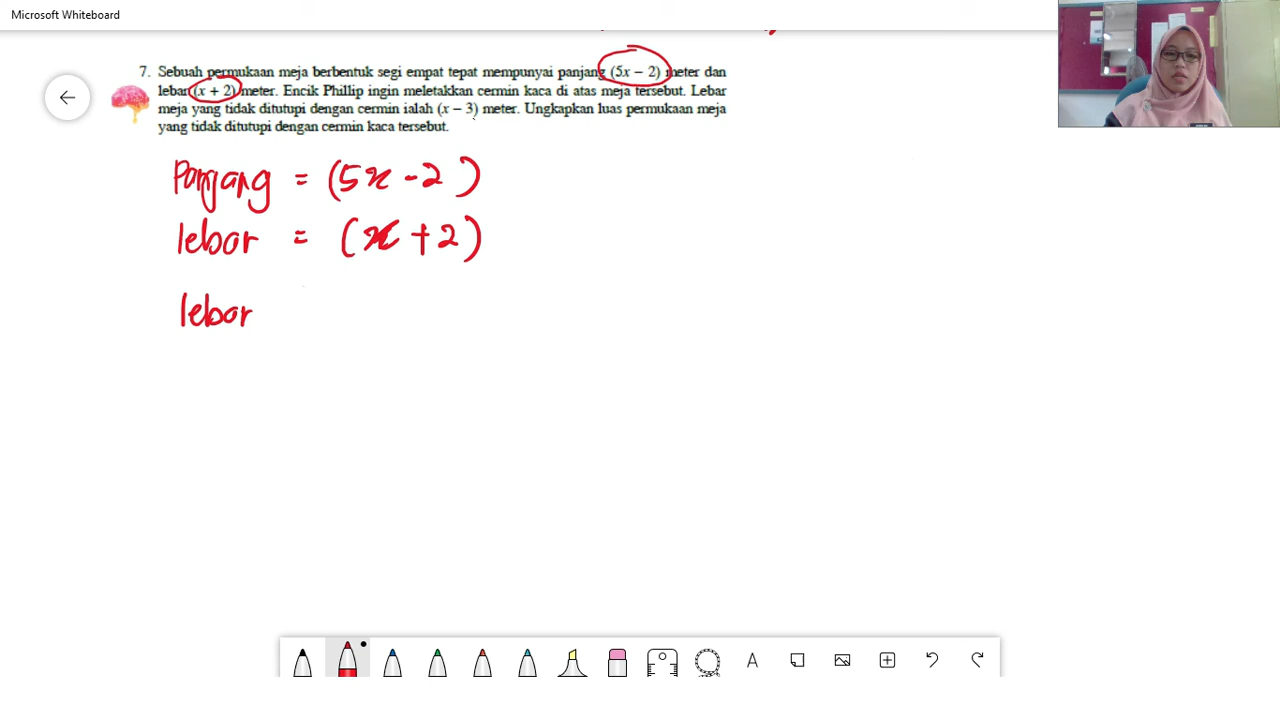 Microsoft Whiteboard
7. Sebuah permukaan meja berbentuk segi empat tepat mempunyai panjang (5x − 2) meter dan
lebar (x + 2) meter. Encik Phillip ingin meletakkan cermin kaca di atas meja tersebut. Lebar
meja yang tidak ditutupi dengan cermin ialah (x − 3) meter. Ungkapkan luas permukaan meja
yang tidak ditutupi dengan cermin kaca tersebut.
Panjang = (5x - 2)
lebar = (x + 2)
lebar